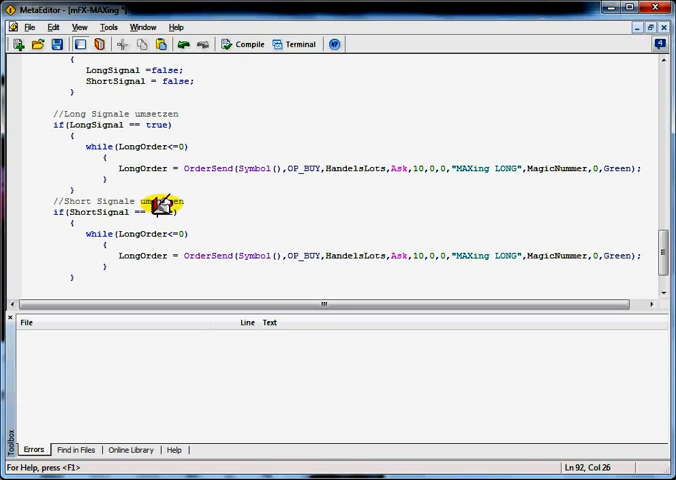 MetaEditor - [mFX-MAXing *]
File Edit View Tools Window Help
Compile Terminal 4
{
LongSignal =false;
ShortSignal = false;
}
//Long Signale umsetzen
if(LongSignal == true)
{
while(LongOrder<=0)
{
LongOrder = OrderSend(Symbol(),OP_BUY,HandelsLots,Ask,10,0,0,"MAXing LONG",MagicNummer,0,Green);
}
}
//Short Signale umsetzen
if(ShortSignal ==
{
while(LongOrder<=0)
{
LongOrder = OrderSend(Symbol(),OP_BUY,HandelsLots,Ask,10,0,0,"MAXing LONG",MagicNummer,0,Green);
}
}
File Line Text
Toolbox
Errors Find in Files Online Library Help
For Help, press <F1> Ln 92, Col 26